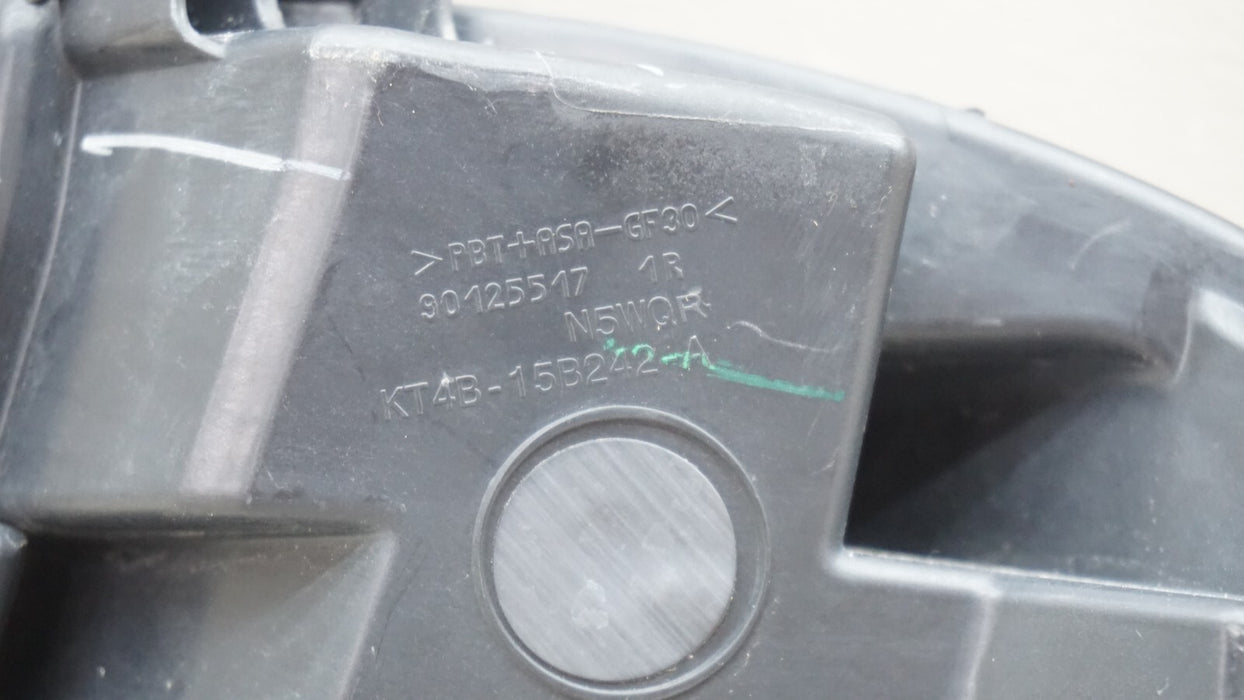 >PBT+ASA-GF30<
90125517 1R
N5WQR
KT4B-15B242-A